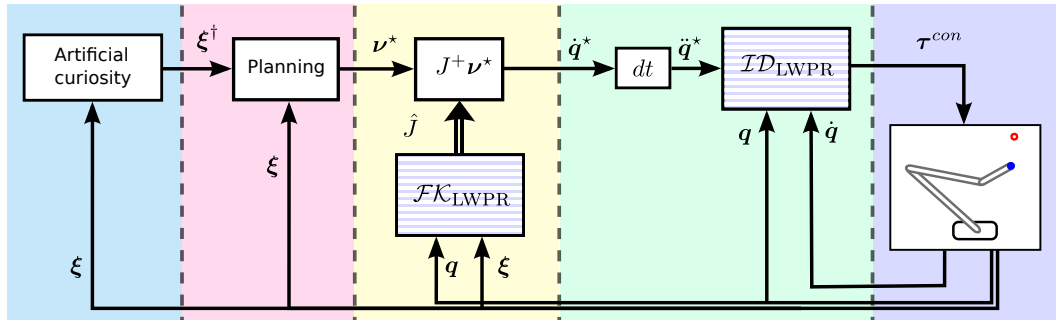 Artificial
curiosity
ξ†
Planning
ν⋆
J⁺ν⋆
q̇⋆
dt
q̈⋆
ℐ𝒟LWPR
τcon
Ĵ
ℱ𝒦LWPR
ξ
ξ
q
ξ
q
q̇